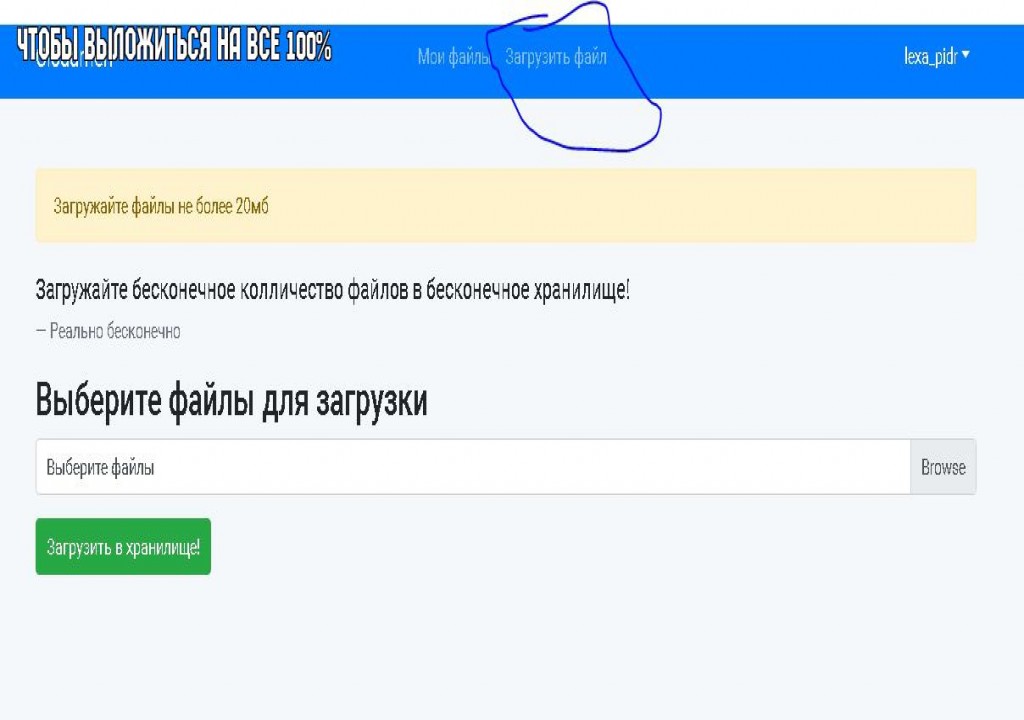 ЧТОБЫ ВЫЛОЖИТЬСЯ НА ВСЕ 100%
Мои файлы Загрузить файл lexa_pidr
Загружайте файлы не более 20мб
Загружайте бесконечное колличество файлов в бесконечное хранилище!
— Реально бесконечно
Выберите файлы для загрузки
Выберите файлы Browse
Загрузить в хранилище!